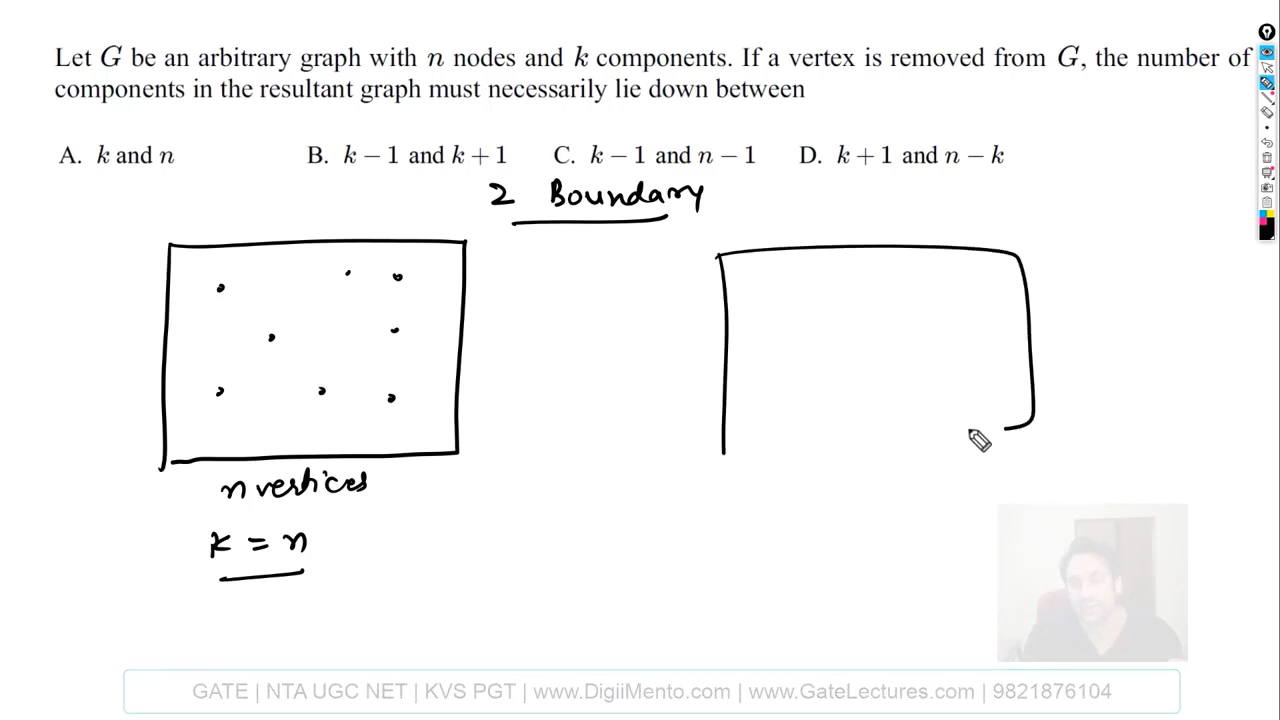 Let G be an arbitrary graph with n nodes and k components. If a vertex is removed from G, the number of
components in the resultant graph must necessarily lie down between
A. k and n B. k − 1 and k + 1 C. k − 1 and n − 1 D. k + 1 and n − k
2 Boundary
n vertices
k = n
GATE | NTA UGC NET | KVS PGT | www.DigiiMento.com | www.GateLectures.com | 9821876104